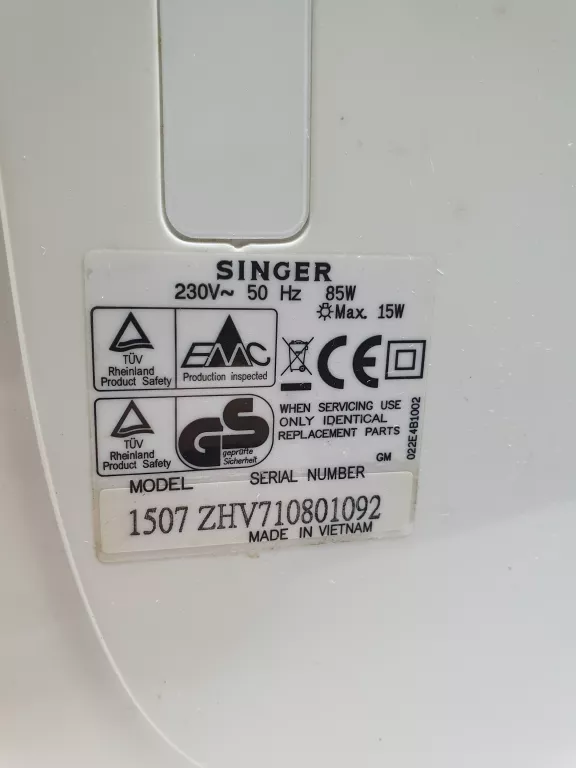 SINGER
230V~ 50 Hz 85W
Max. 15W
TÜV
Rheinland
Product Safety
EMC
Production inspected
CE
TÜV
Rheinland
Product Safety
GS
geprüfte
Sicherheit
WHEN SERVICING USE
ONLY IDENTICAL
REPLACEMENT PARTS
GM
022E4B1002
MODEL SERIAL NUMBER
1507 ZHV710801092
MADE IN VIETNAM